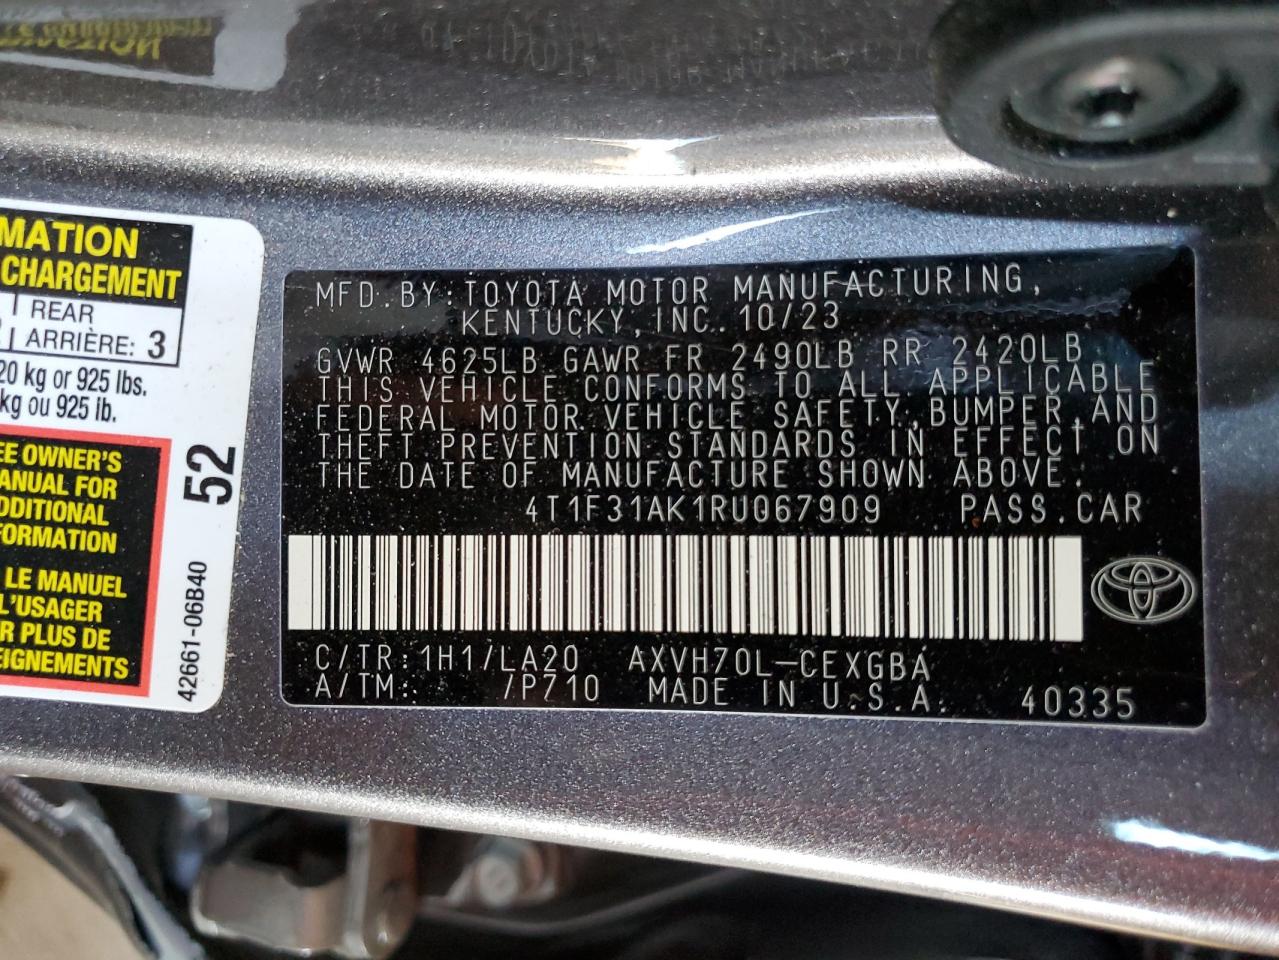 MATION
CHARGEMENT
REAR
ARRIÈRE: 3
20 kg or 925 lbs.
kg ou 925 lb.
EE OWNER'S
ANUAL FOR
DDITIONAL
FORMATION
LE MANUEL
L'USAGER
R PLUS DE
EIGNEMENTS
52
42661-06B40
MFD.BY:TOYOTA MOTOR MANUFACTURING,
KENTUCKY,INC. 10/23
GVWR 4625LB GAWR FR 2490LB RR 2420LB
THIS VEHICLE CONFORMS TO ALL APPLICABLE
FEDERAL MOTOR VEHICLE SAFETY,BUMPER,AND
THEFT PREVENTION STANDARDS IN EFFECT ON
THE DATE OF MANUFACTURE SHOWN ABOVE.
4T1F31AK1RU067909 PASS.CAR
C/TR:1H1/LA20 AXVH70L-CEXGBA
A/TM: /P710 MADE IN U.S.A. 40335